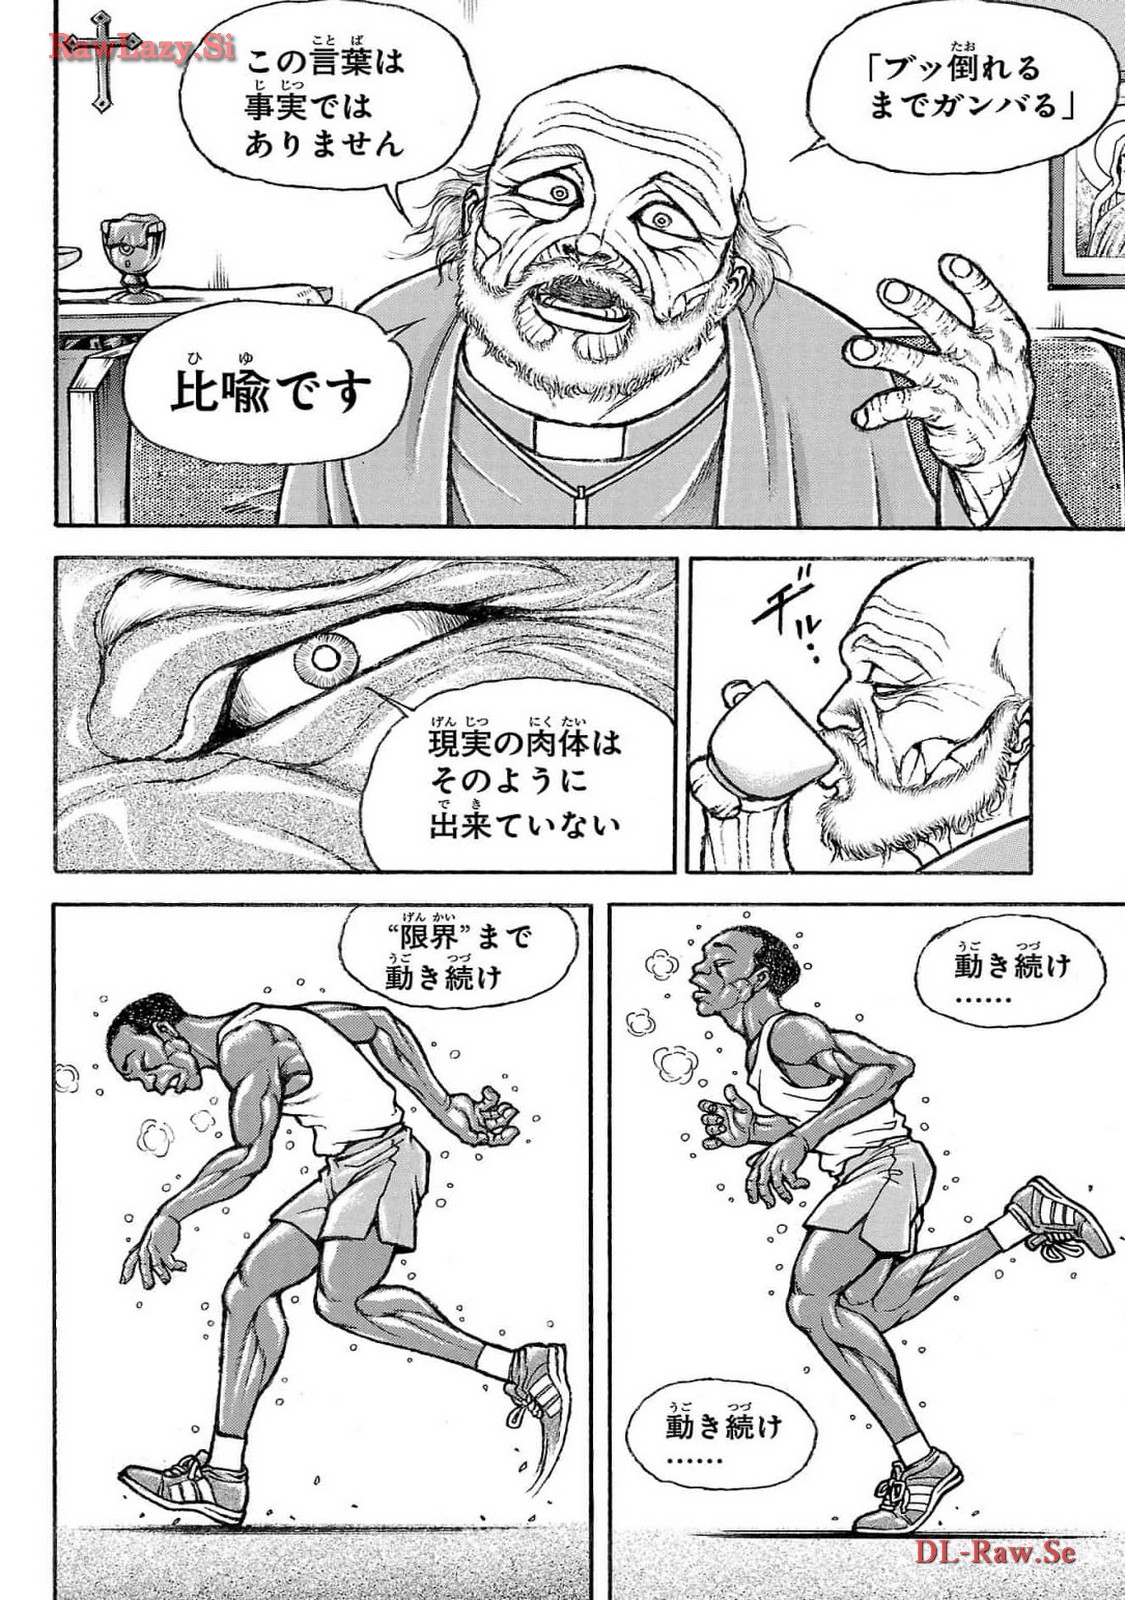 「ブッ倒れる
までガンバる」
この言葉は
事実では
ありません
比喩です
ギルッ
現実の肉体は
そのように
出来ていない
動き続け
……
動き続け
……
“限界”まで
動き続け
RawLazy.Si
DL-Raw.Se